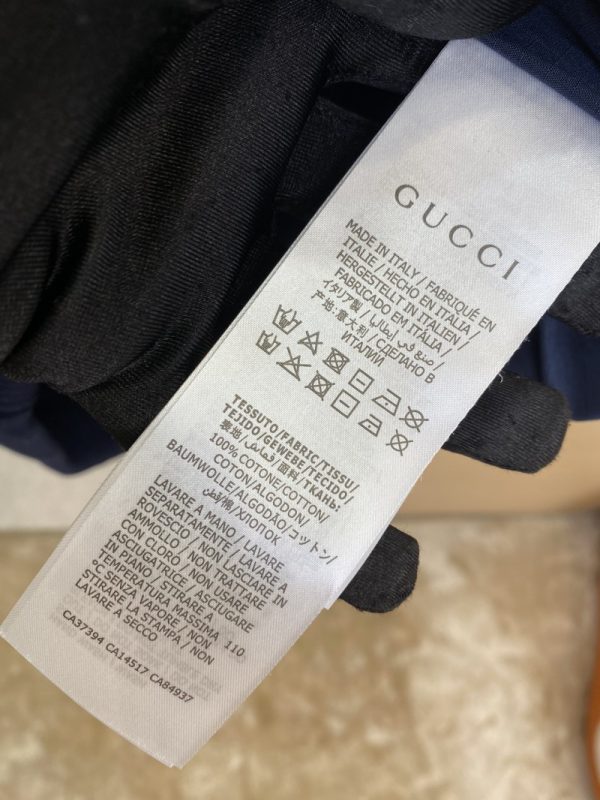 GUCCI
MADE IN ITALY / FABRIQUÉ EN
ITALIE / HECHO EN ITALIA /
HERGESTELLT IN ITALIEN /
FABRICADO EM ITÁLIA /
イタリア製 / صنع في إيطاليا /
产地:意大利 / СДЕЛАНО В
ИТАЛИИ
TESSUTO/FABRIC/TISSU/
TEJIDO/GEWEBE/TECIDO/
表地/قماش/面料/ТКАНЬ:
100% COTONE/COTTON/
COTON/ALGODON/
BAUMWOLLE/ALGODÃO/コットン/
قطن/棉/ХЛОПОК
LAVARE A MANO / LAVARE
SEPARATAMENTE / LAVARE A
ROVESCIO / NON LASCIARE IN
AMMOLLO / NON TRATTARE
CON CLORO / NON USARE
ASCIUGATRICE / ASCIUGARE
IN PIANO / STIRARE A
TEMPERATURA MASSIMA 110
°C SENZA VAPORE / NON
STIRARE LA STAMPA / NON
LAVARE A SECCO
CA37394 CA14517 CA84937